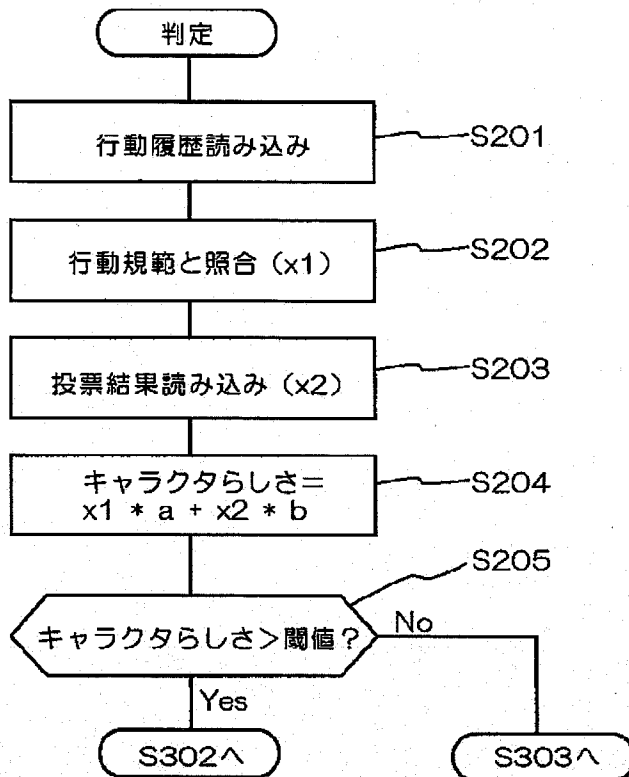 判定
行動履歴読み込み
S201
行動規範と照合（x1）
S202
投票結果読み込み（x2）
S203
キャラクタらしさ＝
x1 * a + x2 * b
S204
S205
キャラクタらしさ＞閾値？
No
Yes
S302へ
S303へ